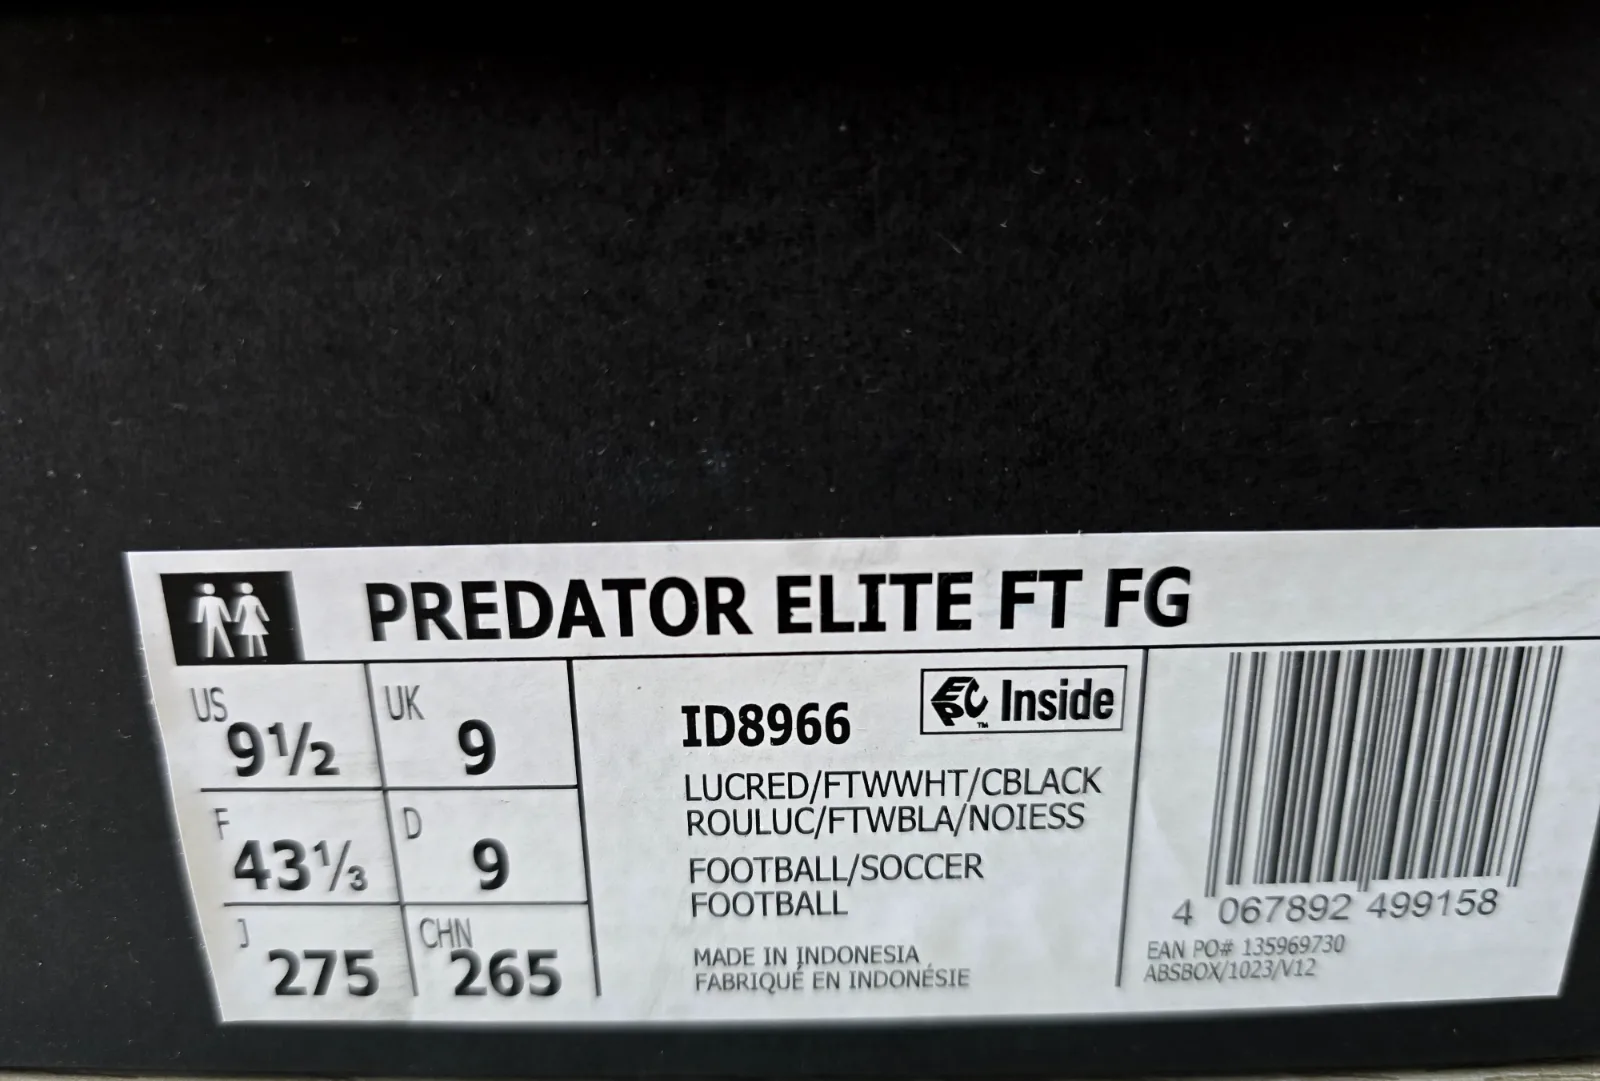 PREDATOR ELITE FT FG
US 9½ UK 9
F 43⅓ D 9
J 275 CHN 265
ID8966 EPC™ Inside
LUCRED/FTWWHT/CBLACK
ROULUC/FTWBLA/NOIESS
FOOTBALL/SOCCER
FOOTBALL
MADE IN INDONESIA
FABRIQUÉ EN INDONÉSIE
4 067892 499158
EAN PO# 135969730
ABSBOX/1023/V12